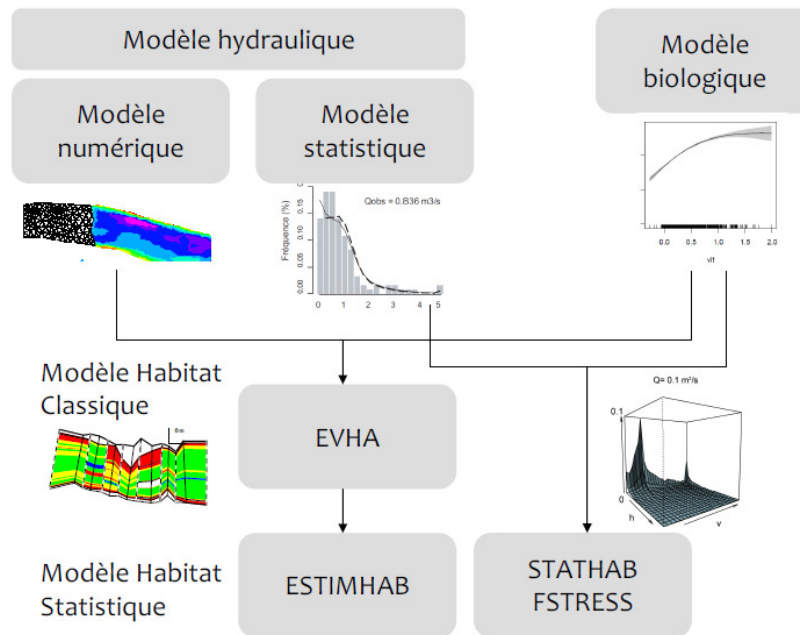 Modèle hydraulique
Modèle
biologique
Modèle
numérique
Modèle
statistique
Qobs = 0.836 m3/s
Fréquence (%)
0.00
0.05
0.10
0.15
0 1 2 3 4 5
0.0 0.5 1.0 1.5 2.0
vit
Modèle Habitat
Classique
6m
EVHA
Q= 0.1 m³/s
0.1
0
h
v
Modèle Habitat
Statistique
ESTIMHAB
STATHAB
FSTRESS